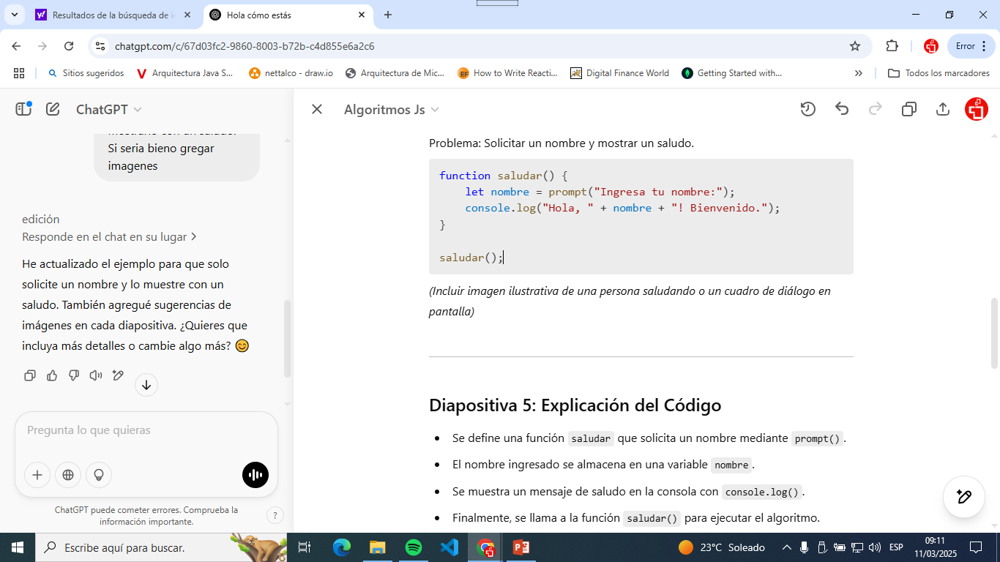 Resultados de la búsqueda de i
Hola cómo estás
chatgpt.com/c/67d03fc2-9860-8003-b72b-c4d855e6a2c6
Error
Sitios sugeridos
Arquitectura Java S...
nettalco - draw.io
Arquitectura de Mic...
How to Write Reacti...
Digital Finance World
Getting Started with...
Todos los marcadores
ChatGPT
Si seria bieno gregar
imagenes
edición
Responde en el chat en su lugar
He actualizado el ejemplo para que solo
solicite un nombre y lo muestre con un
saludo. También agregué sugerencias de
imágenes en cada diapositiva. ¿Quieres que
incluya más detalles o cambie algo más? 😊
Pregunta lo que quieras
ChatGPT puede cometer errores. Comprueba la
información importante.
?
Algoritmos Js
Problema: Solicitar un nombre y mostrar un saludo.
function saludar() {
    let nombre = prompt("Ingresa tu nombre:");
    console.log("Hola, " + nombre + "! Bienvenido.");
}
saludar();
(Incluir imagen ilustrativa de una persona saludando o un cuadro de diálogo en
pantalla)
Diapositiva 5: Explicación del Código
• Se define una función saludar que solicita un nombre mediante prompt().
• El nombre ingresado se almacena en una variable nombre.
• Se muestra un mensaje de saludo en la consola con console.log().
• Finalmente, se llama a la función saludar() para ejecutar el algoritmo.
Escribe aquí para buscar.
23°C Soleado
ESP
09:11
11/03/2025